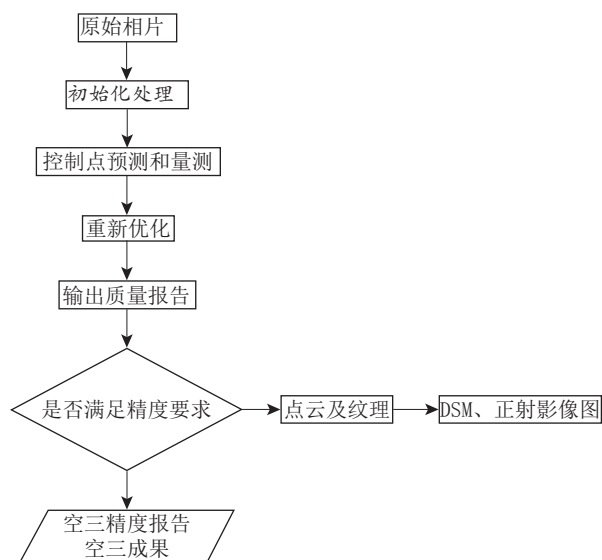 原始相片
初始化处理
控制点预测和量测
重新优化
输出质量报告
是否满足精度要求
点云及纹理
DSM、正射影像图
空三精度报告
空三成果